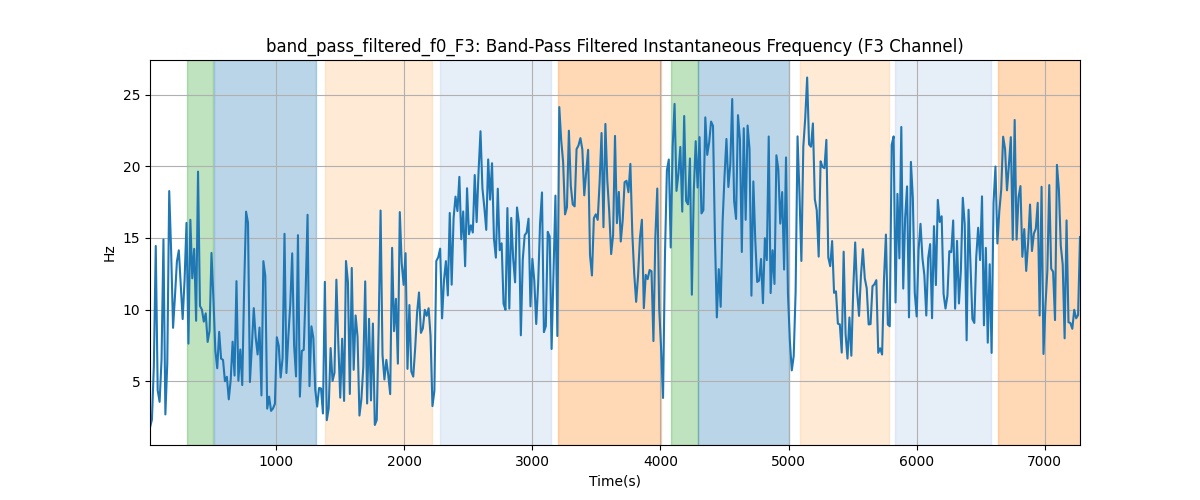 band_pass_filtered_f0_F3: Band-Pass Filtered Instantaneous Frequency (F3 Channel)
25
20
15
10
5
Hz
1000 2000 3000 4000 5000 6000 7000
Time(s)